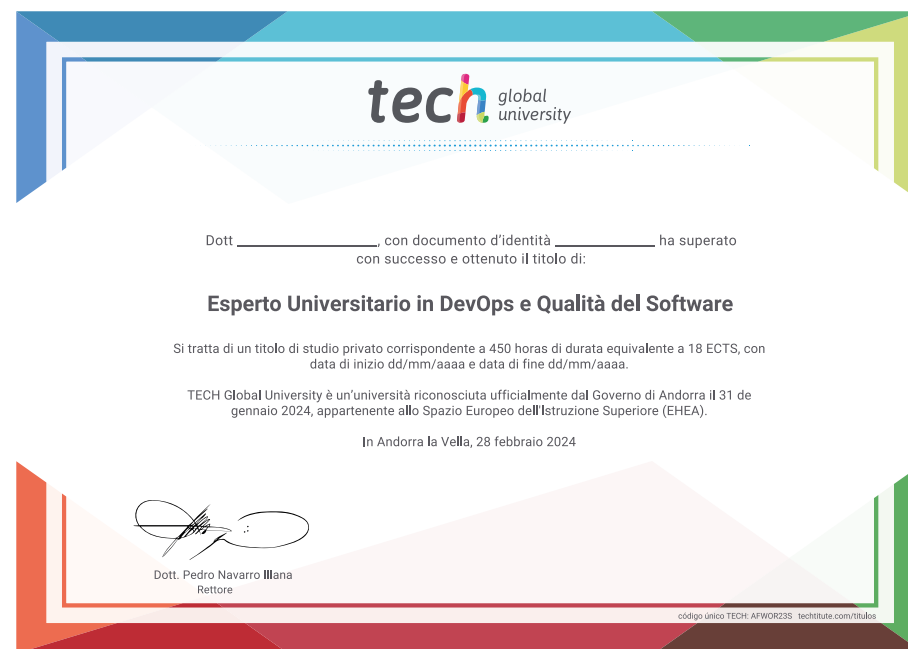 tech global university
Dott ____________________, con documento d'identità __________________ ha superato
con successo e ottenuto il titolo di:
Esperto Universitario in DevOps e Qualità del Software
Si tratta di un titolo di studio privato corrispondente a 450 horas di durata equivalente a 18 ECTS, con
data di inizio dd/mm/aaaa e data di fine dd/mm/aaaa.
TECH Global University è un'università riconosciuta ufficialmente dal Governo di Andorra il 31 de
gennaio 2024, appartenente allo Spazio Europeo dell'Istruzione Superiore (EHEA).
In Andorra la Vella, 28 febbraio 2024
Dott. Pedro Navarro Illana
Rettore
código único TECH: AFWOR23S techtitute.com/titulos